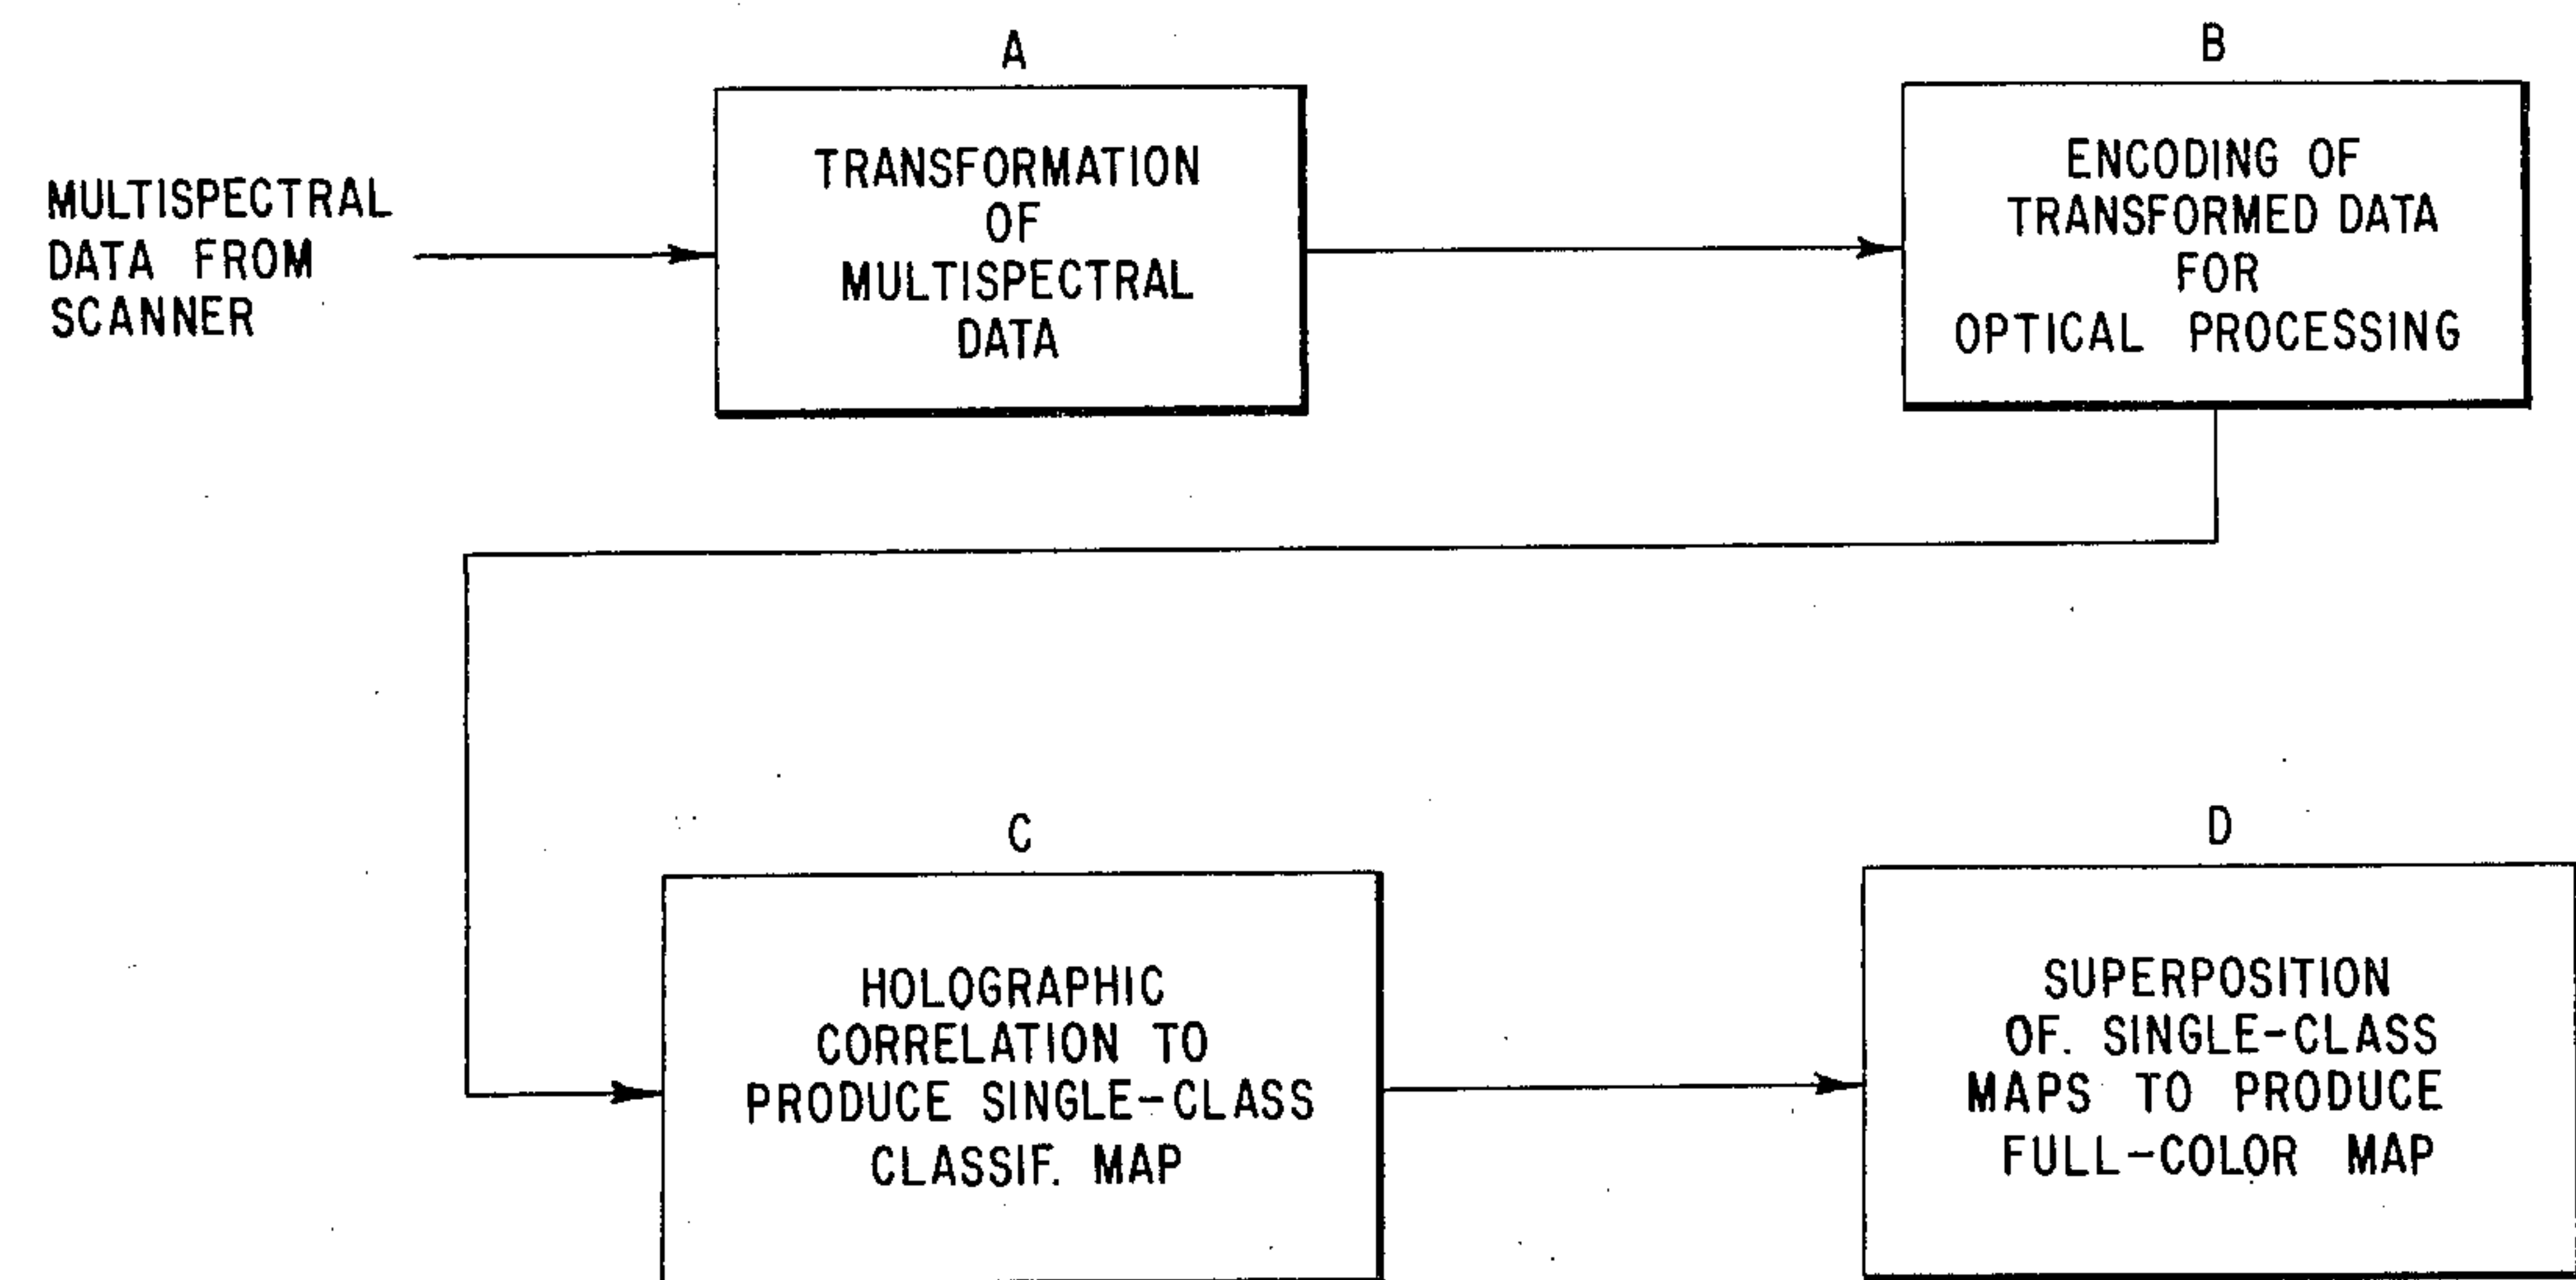 A
B
MULTISPECTRAL
DATA FROM
SCANNER
TRANSFORMATION
OF
MULTISPECTRAL
DATA
ENCODING OF
TRANSFORMED DATA
FOR
OPTICAL PROCESSING
C
D
HOLOGRAPHIC
CORRELATION TO
PRODUCE SINGLE-CLASS
CLASSIF. MAP
SUPERPOSITION
OF. SINGLE-CLASS
MAPS TO PRODUCE
FULL-COLOR MAP